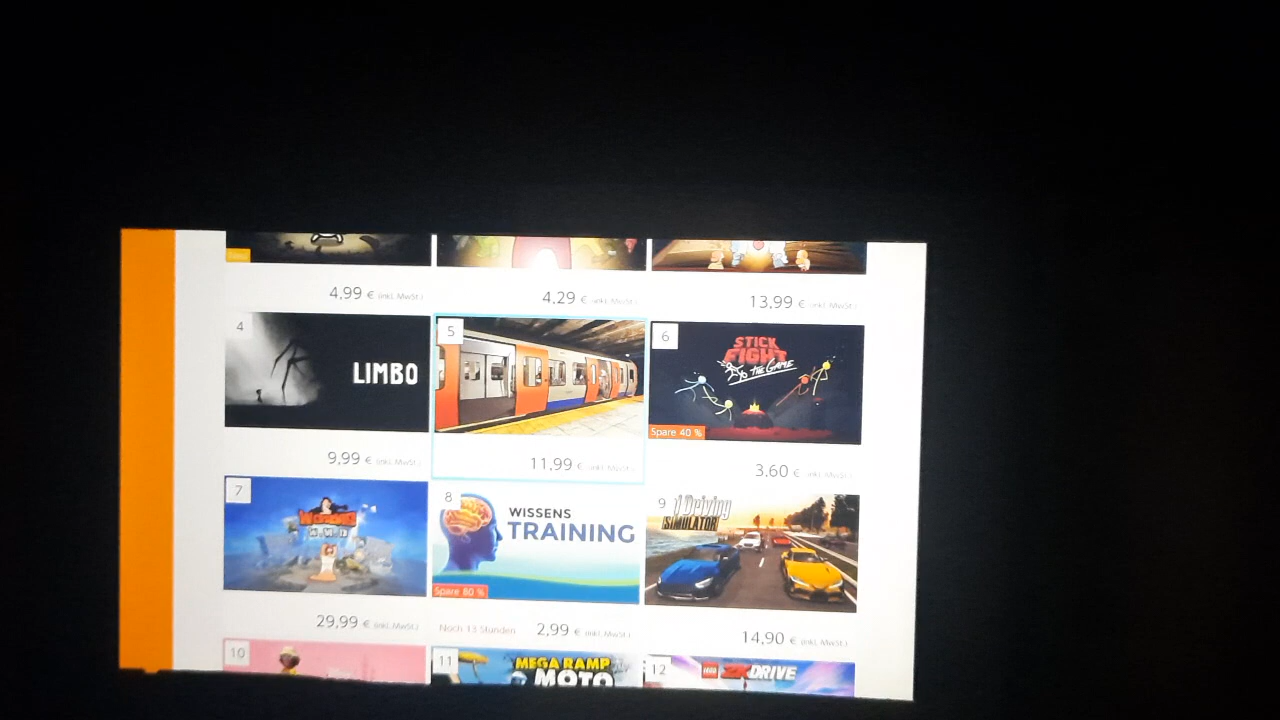 4,99 € (inkl. MwSt.)
4,29 € (inkl. MwSt.)
13,99 € (inkl. MwSt.)
4
LIMBO
5
6
STICK
FIGHT
THE GAME
Spare 40 %
9,99 € (inkl. MwSt.)
11,99 € (inkl. MwSt.)
3,60 € (inkl. MwSt.)
7
8
WISSENS
TRAINING
Spare 80 %
9
Driving
SIMULATOR
29,99 € (inkl. MwSt.)
Noch 13 Stunden 2,99 € (inkl. MwSt.)
14,90 € (inkl. MwSt.)
10
11
MEGA RAMP
MOTO
12
LEGO 2K DRIVE